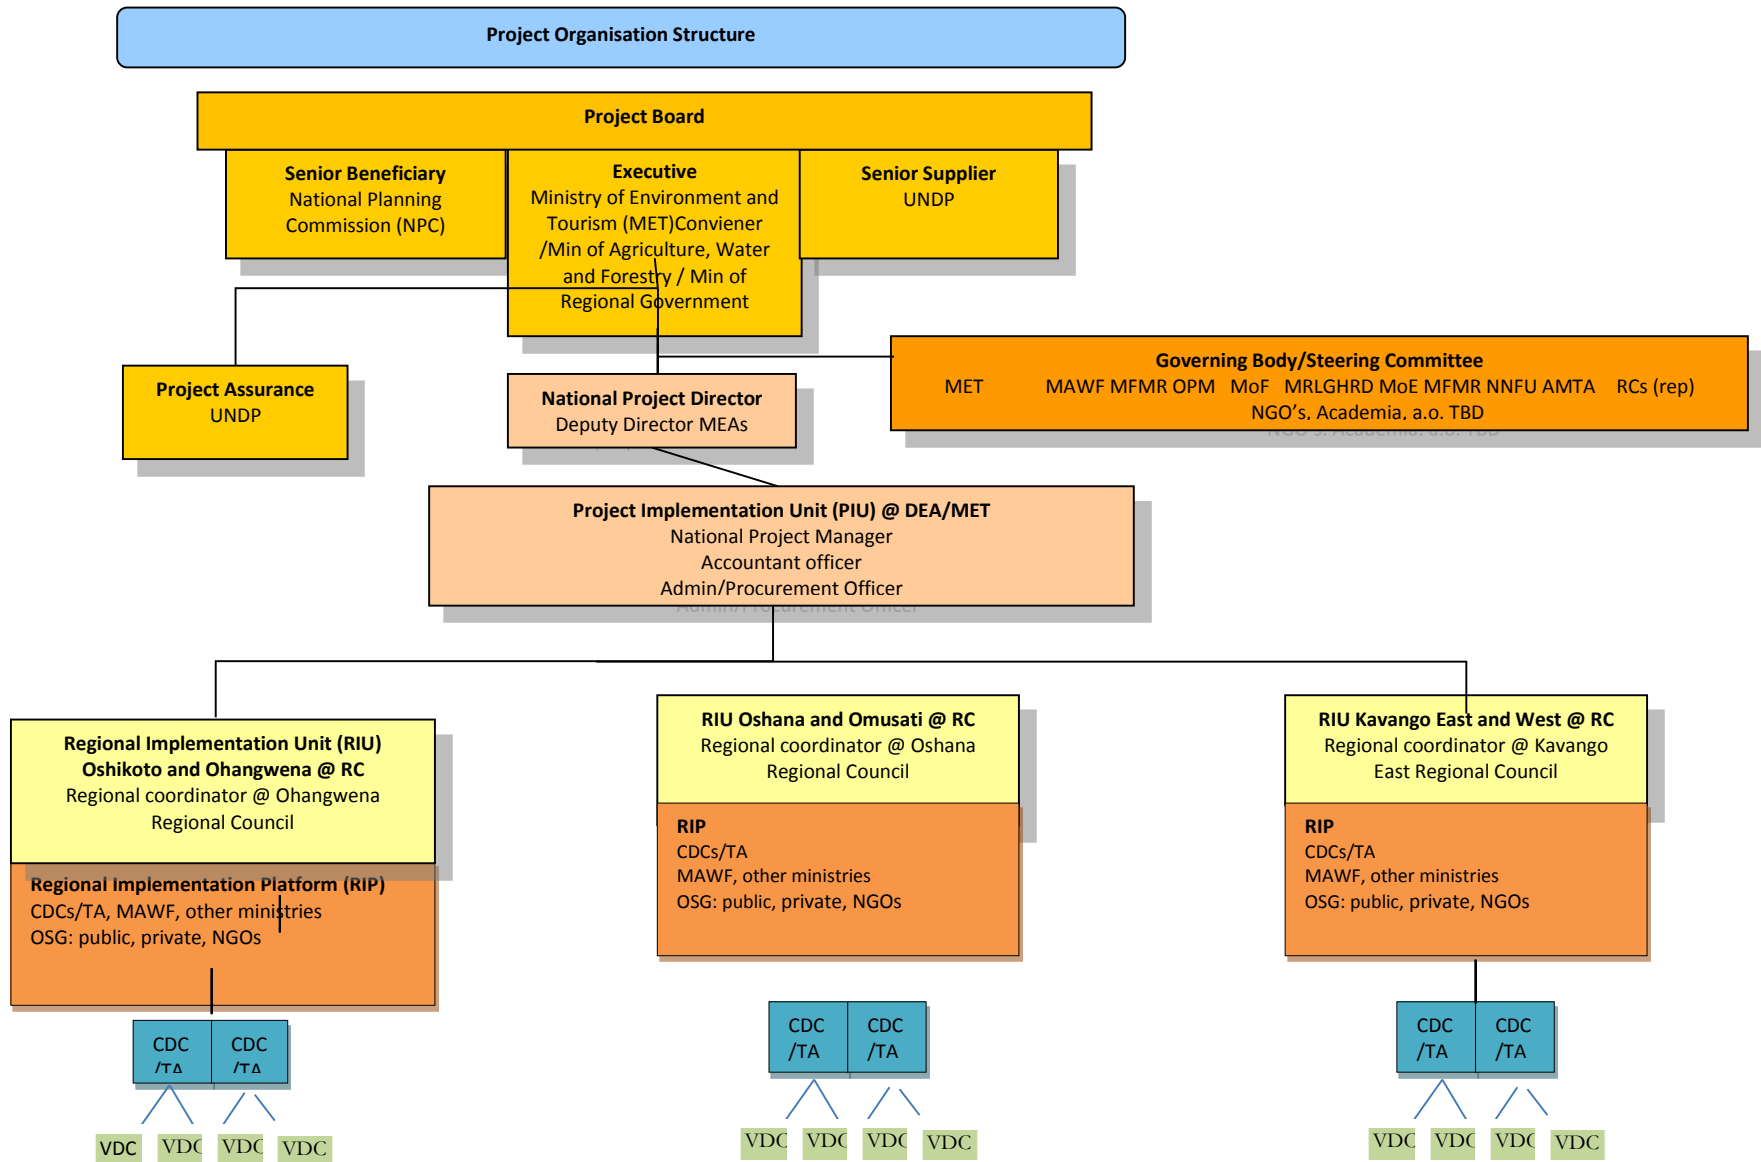 Project Organisation Structure
Project Board
Senior Beneficiary
National Planning
Commission (NPC)
Executive
Ministry of Environment and
Tourism (MET)Conviener
/Min of Agriculture, Water
and Forestry / Min of
Regional Government
Senior Supplier
UNDP
Project Assurance
UNDP
National Project Director
Deputy Director MEAs
Governing Body/Steering Committee
MET MAWF MFMR OPM MoF MRLGHRD MoE MFMR NNFU AMTA RCs (rep)
NGO's, Academia, a.o. TBD
Project Implementation Unit (PIU) @ DEA/MET
National Project Manager
Accountant officer
Admin/Procurement Officer
Regional Implementation Unit (RIU)
Oshikoto and Ohangwena @ RC
Regional coordinator @ Ohangwena
Regional Council
Regional Implementation Platform (RIP)
CDCs/TA, MAWF, other ministries
OSG: public, private, NGOs
RIU Oshana and Omusati @ RC
Regional coordinator @ Oshana
Regional Council
RIP
CDCs/TA
MAWF, other ministries
OSG: public, private, NGOs
RIU Kavango East and West @ RC
Regional coordinator @ Kavango
East Regional Council
RIP
CDCs/TA
MAWF, other ministries
OSG: public, private, NGOs
CDC
/TA
CDC
/TA
CDC
/TA
CDC
/TA
CDC
/TA
CDC
/TA
VDC VDC VDC VDC
VDC VDC VDC VDC
VDC VDC VDC VDC